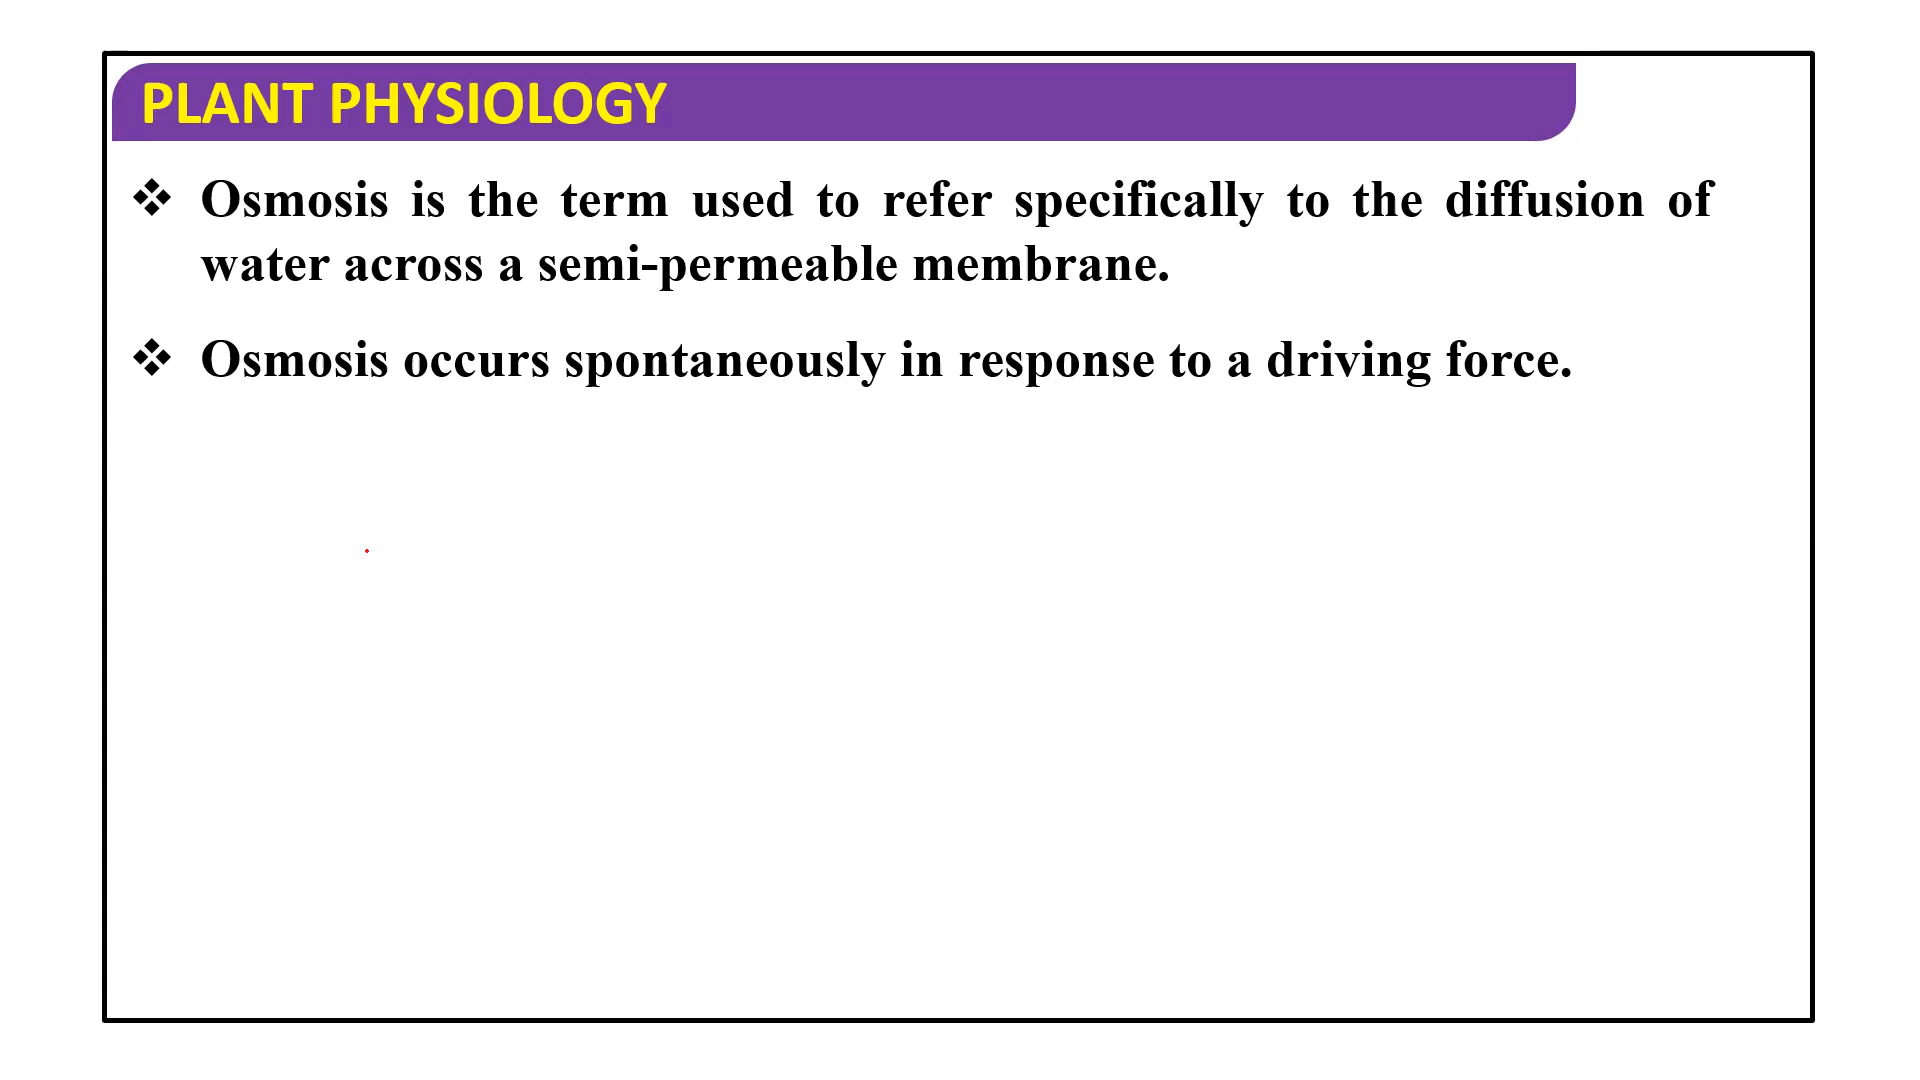 PLANT PHYSIOLOGY
❖ Osmosis is the term used to refer specifically to the diffusion of
water across a semi-permeable membrane.
❖ Osmosis occurs spontaneously in response to a driving force.